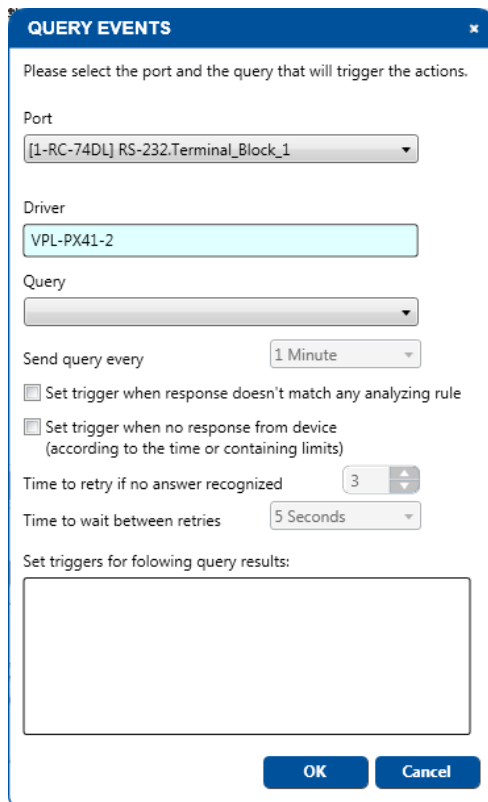 QUERY EVENTS
Please select the port and the query that will trigger the actions.
Port
[1-RC-74DL] RS-232.Terminal_Block_1
Driver
VPL-PX41-2
Query
Send query every 1 Minute
Set trigger when response doesn't match any analyzing rule
Set trigger when no response from device
(according to the time or containing limits)
Time to retry if no answer recognized 3
Time to wait between retries 5 Seconds
Set triggers for folowing query results:
OK Cancel